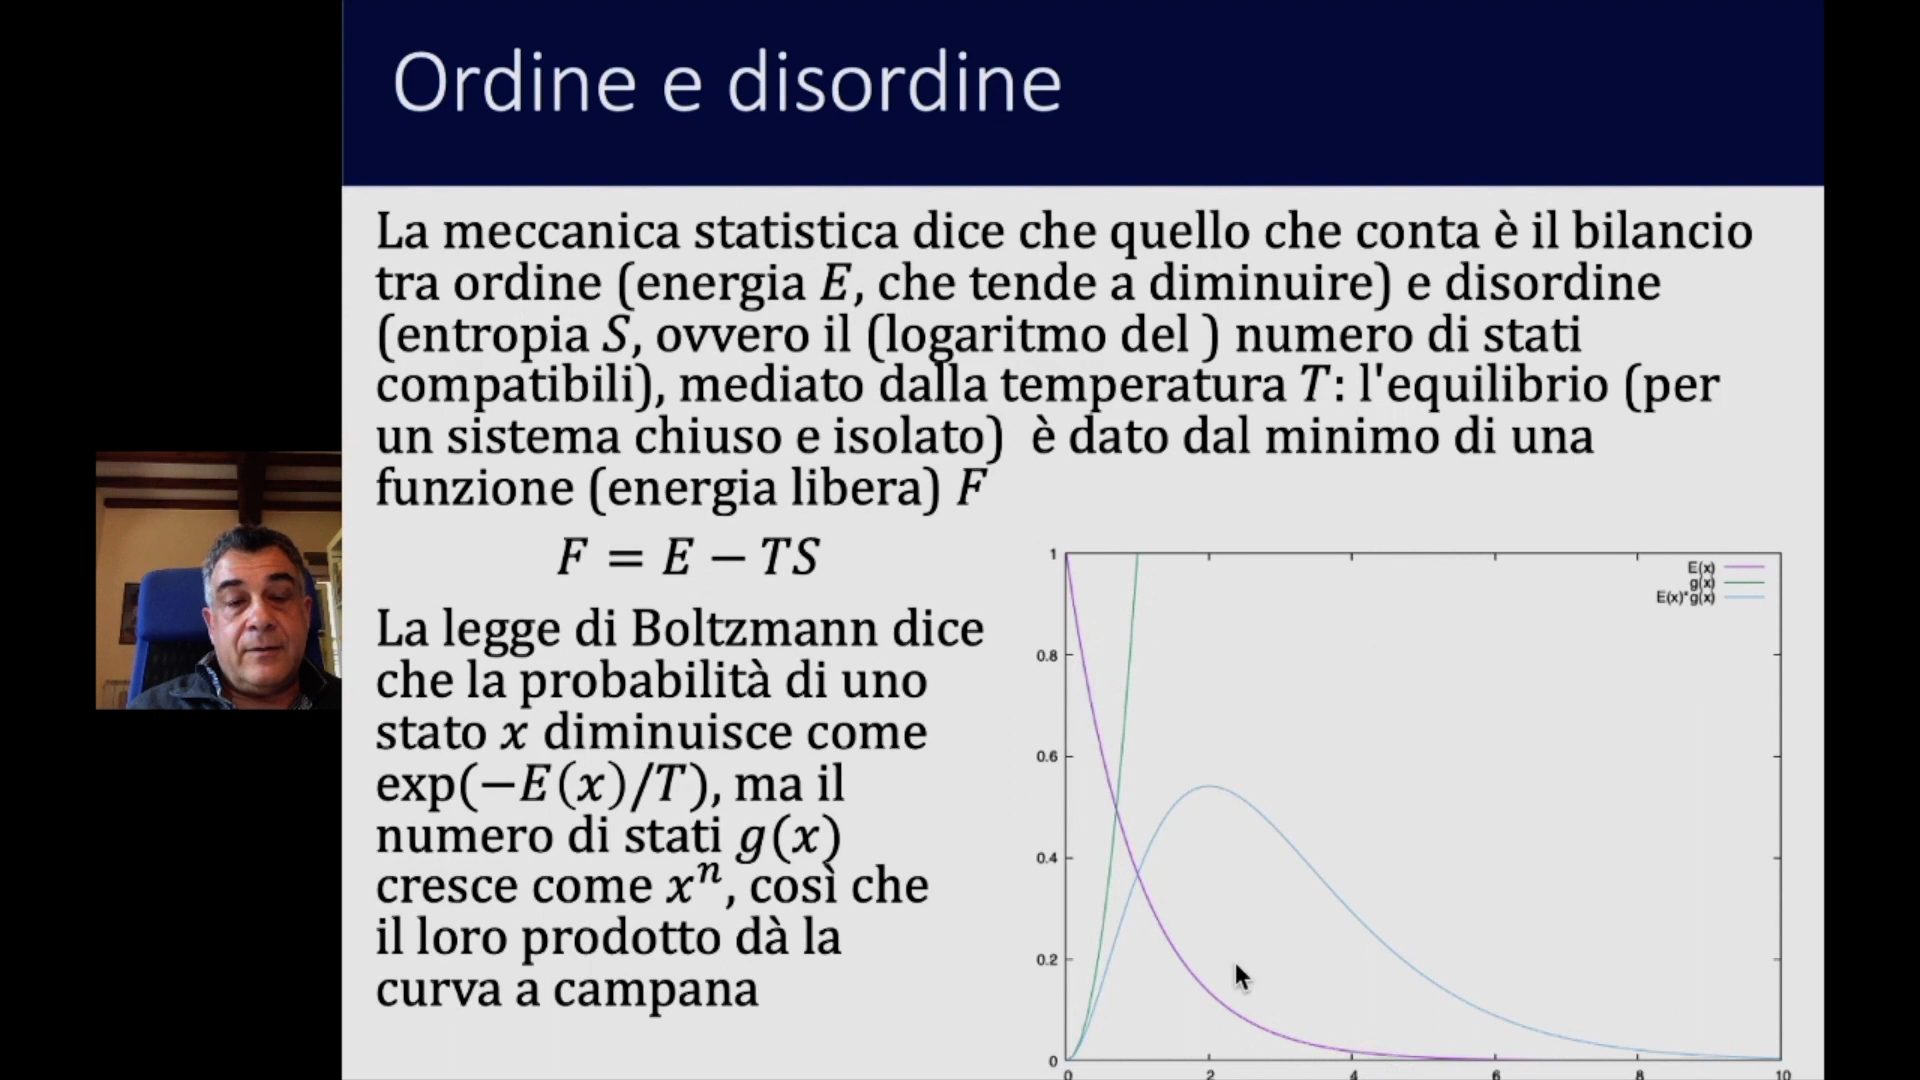 Ordine e disordine
La meccanica statistica dice che quello che conta è il bilancio
tra ordine (energia E, che tende a diminuire) e disordine
(entropia S, ovvero il (logaritmo del ) numero di stati
compatibili), mediato dalla temperatura T: l'equilibrio (per
un sistema chiuso e isolato) è dato dal minimo di una
funzione (energia libera) F
F = E − TS
La legge di Boltzmann dice
che la probabilità di uno
stato x diminuisce come
exp(−E(x)/T), ma il
numero di stati g(x)
cresce come xⁿ, così che
il loro prodotto dà la
curva a campana
E(x)
g(x)
E(x)*g(x)
1
0.8
0.6
0.4
0.2
0
0 2 4 6 8 10